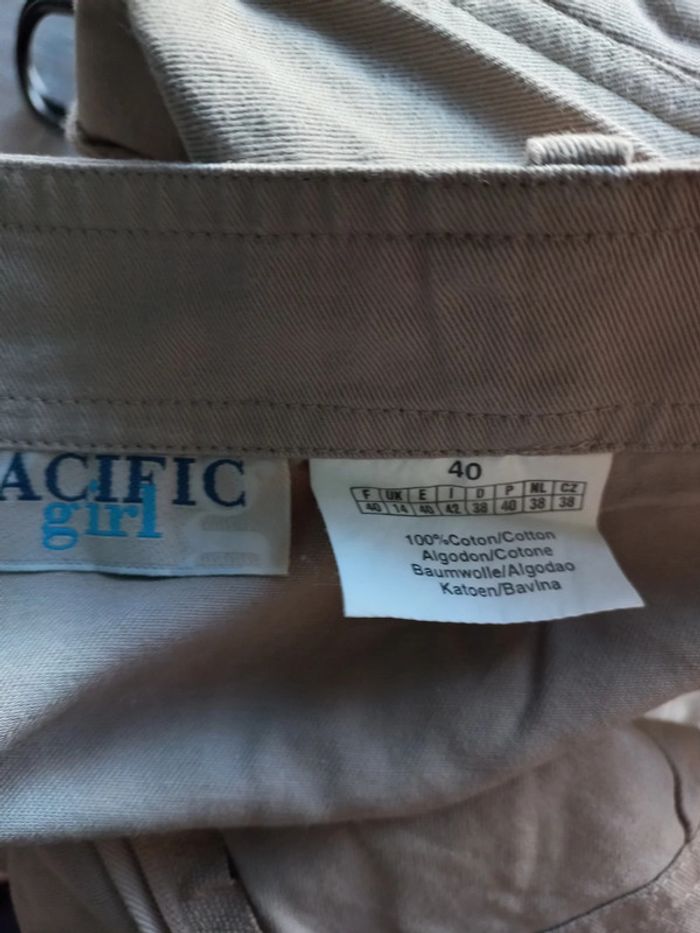 ACIFIC
girl
40
F UK E I D P NL CZ
40 14 40 42 38 40 38 38
100%Coton/Cotton
Algodon/Cotone
Baumwolle/Algodao
Katoen/Bavlna